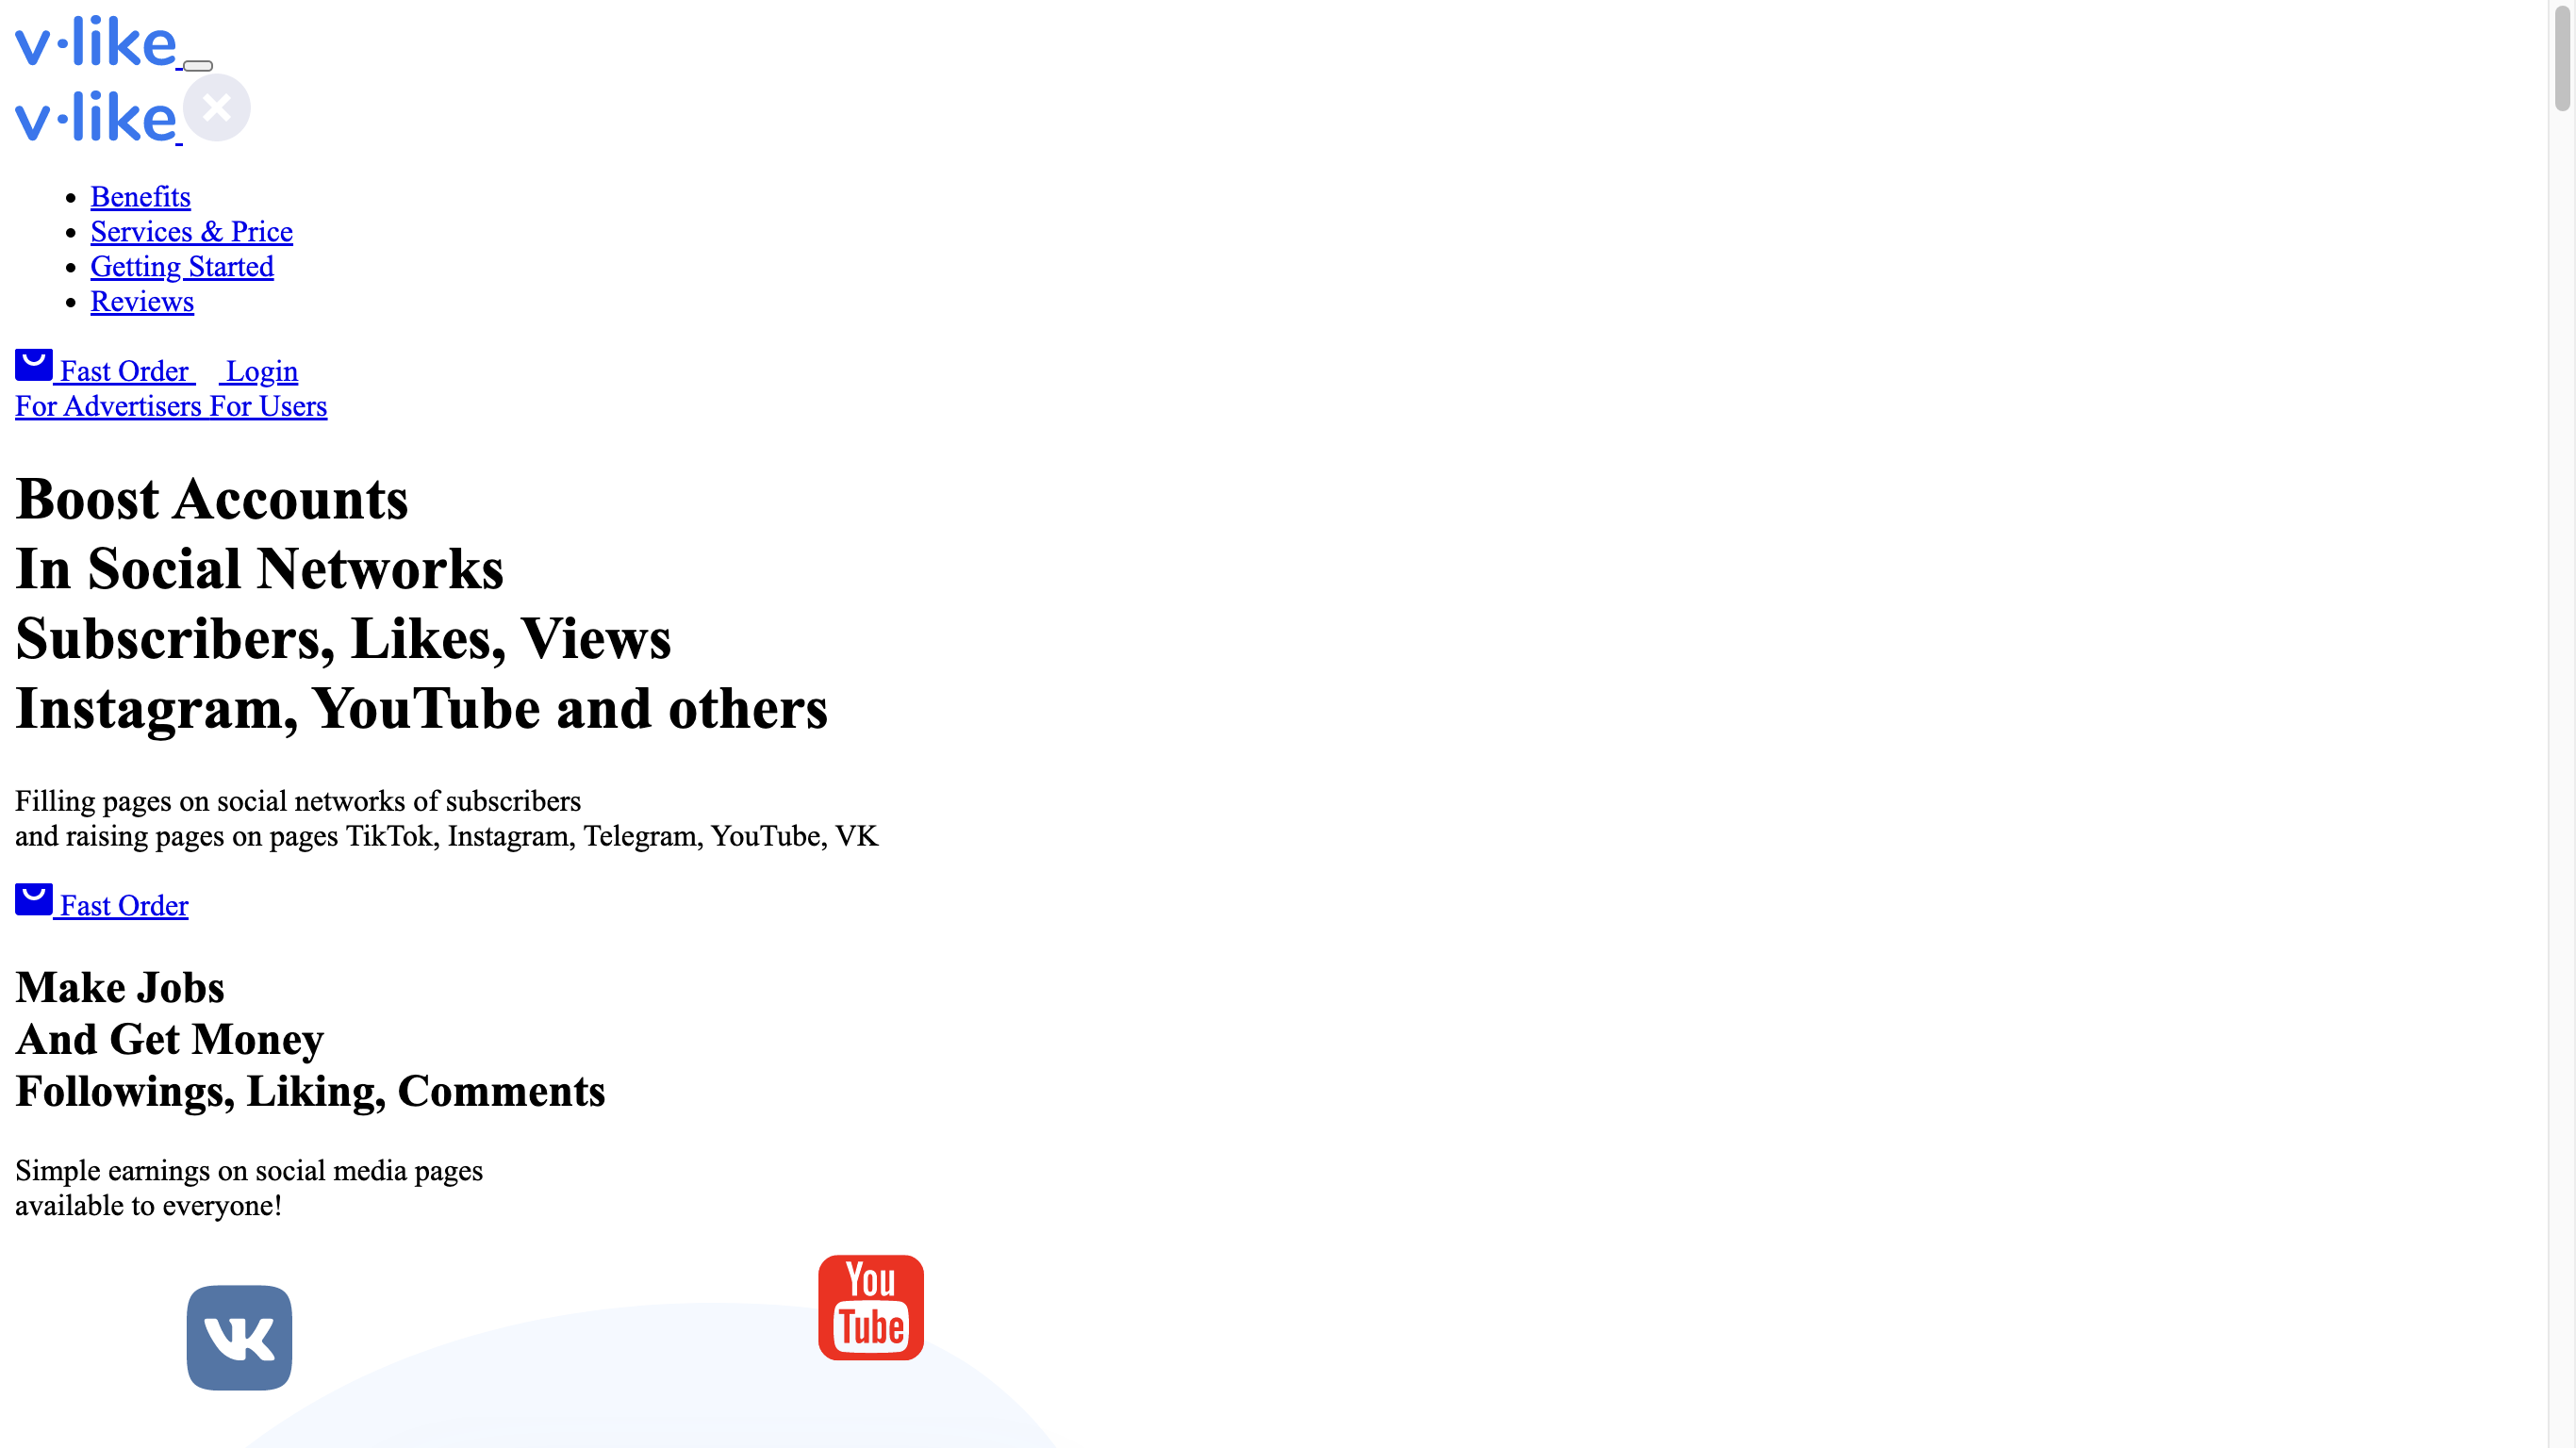 v·like
v·like
Benefits
Services & Price
Getting Started
Reviews
Fast Order Login
For Advertisers For Users
Boost Accounts
In Social Networks
Subscribers, Likes, Views
Instagram, YouTube and others
Filling pages on social networks of subscribers
and raising pages on pages TikTok, Instagram, Telegram, YouTube, VK
Fast Order
Make Jobs
And Get Money
Followings, Liking, Comments
Simple earnings on social media pages
available to everyone!
You
Tube
VK